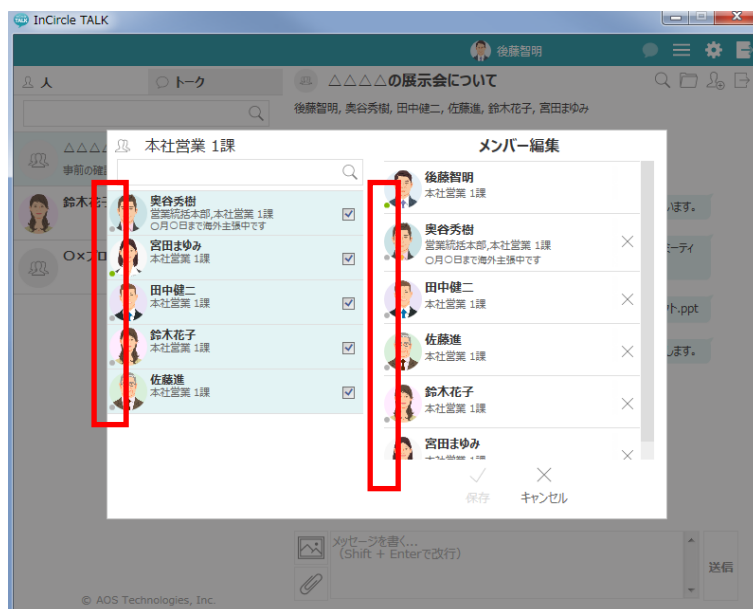 InCircle TALK
後藤智明
人
トーク
△△△△の展示会について
後藤智明, 奥谷秀樹, 田中健二, 佐藤進, 鈴木花子, 宮田まゆみ
△△△△
事前の確認
鈴木花子
〇×プロ
本社営業 1課
奥谷秀樹
営業統括本部,本社営業 1課
〇月〇日まで海外主張中です
宮田まゆみ
本社営業 1課
田中健二
本社営業 1課
鈴木花子
本社営業 1課
佐藤進
本社営業 1課
メンバー編集
後藤智明
本社営業 1課
奥谷秀樹
営業統括本部,本社営業 1課
〇月〇日まで海外主張中です
田中健二
本社営業 1課
佐藤進
本社営業 1課
鈴木花子
本社営業 1課
宮田まゆみ
本社営業 1課
保存
キャンセル
います。
ミーティ
ト.ppt
します。
メッセージを書く...
（Shift + Enterで改行）
送信
© AOS Technologies, Inc.